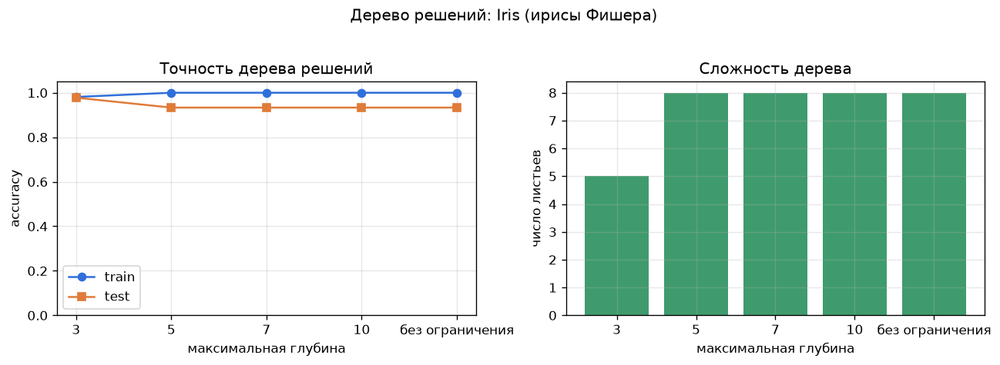 Дерево решений: Iris (ирисы Фишера)
Точность дерева решений
accuracy
1.0
0.8
0.6
0.4
0.2
0.0
train
test
3 5 7 10 без ограничения
максимальная глубина
Сложность дерева
число листьев
8
7
6
5
4
3
2
1
0
3 5 7 10 без ограничения
максимальная глубина